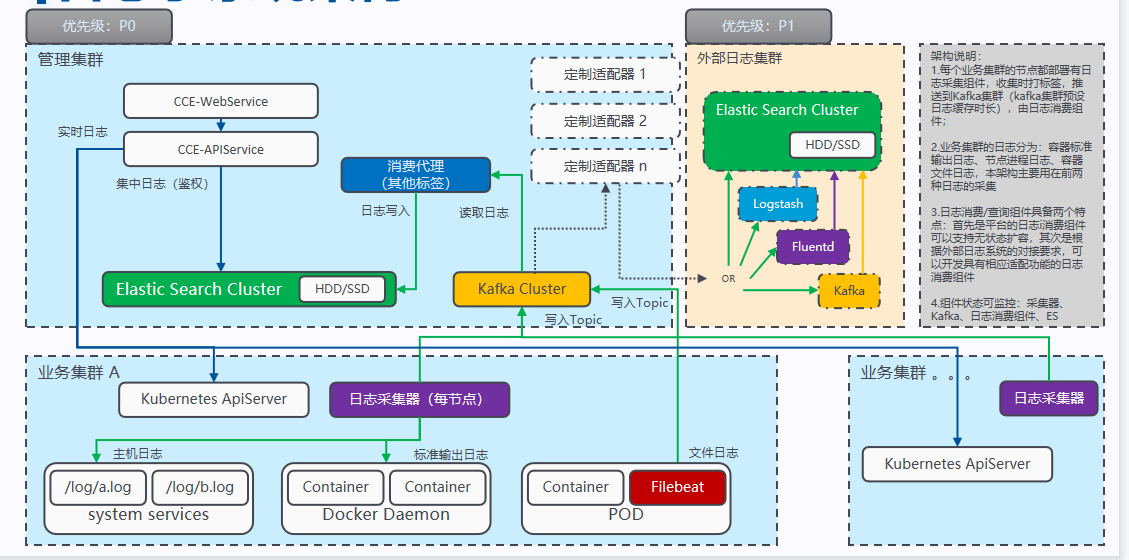 优先级：P0
优先级：P1
管理集群
CCE-WebService
实时日志
CCE-APIService
集中日志（鉴权）
消费代理
（其他标签）
日志写入
读取日志
定制适配器 1
定制适配器 2
定制适配器 n
Elastic Search Cluster
HDD/SSD
Kafka Cluster
写入Topic
写入Topic
外部日志集群
Elastic Search Cluster
HDD/SSD
Logstash
Fluentd
OR
Kafka
架构说明：
1.每个业务集群的节点都部署有日
志采集组件，收集时打标签，推
送到Kafka集群（kafka集群预设
日志缓存时长），由日志消费组
件；
2.业务集群的日志分为：容器标准
输出日志、节点进程日志、容器
文件日志，本架构主要用在前两
种日志的采集
3.日志消费/查询组件具备两个特
点：首先是平台的日志i消费组件
可以支持无状态扩容，其次是根
据外部日志系统的对接要求，可
以开发具有相应适配功能的日志
消费组件
4.组件状态可监控：采集器、
Kafka、日志消费组件、ES
业务集群 A
Kubernetes ApiServer
日志采集器（每节点）
主机日志
标准输出日志
文件日志
/log/a.log
/log/b.log
system services
Container
Container
Docker Daemon
Container
Filebeat
POD
业务集群 。。。
日志采集器
Kubernetes ApiServer